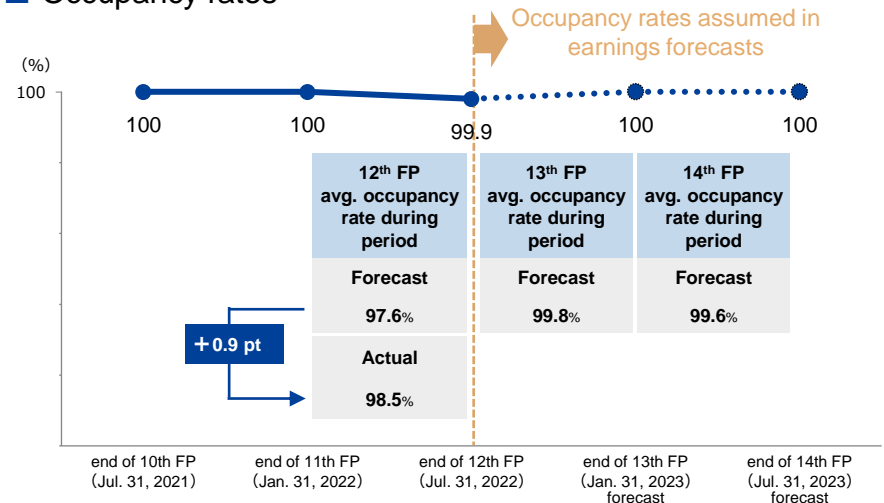 ■ Occupancy rates
Occupancy rates assumed in
earnings forecasts
（%）
100
100
100
99.9
100
100
12th FP
avg. occupancy
rate during
period
13th FP
avg. occupancy
rate during
period
14th FP
avg. occupancy
rate during
period
Forecast
97.6%
Forecast
99.8%
Forecast
99.6%
＋0.9 pt
Actual
98.5%
end of 10th FP
（Jul. 31, 2021）
end of 11th FP
（Jan. 31, 2022）
end of 12th FP
（Jul. 31, 2022）
end of 13th FP
（Jan. 31, 2023）
forecast
end of 14th FP
（Jul. 31, 2023）
forecast